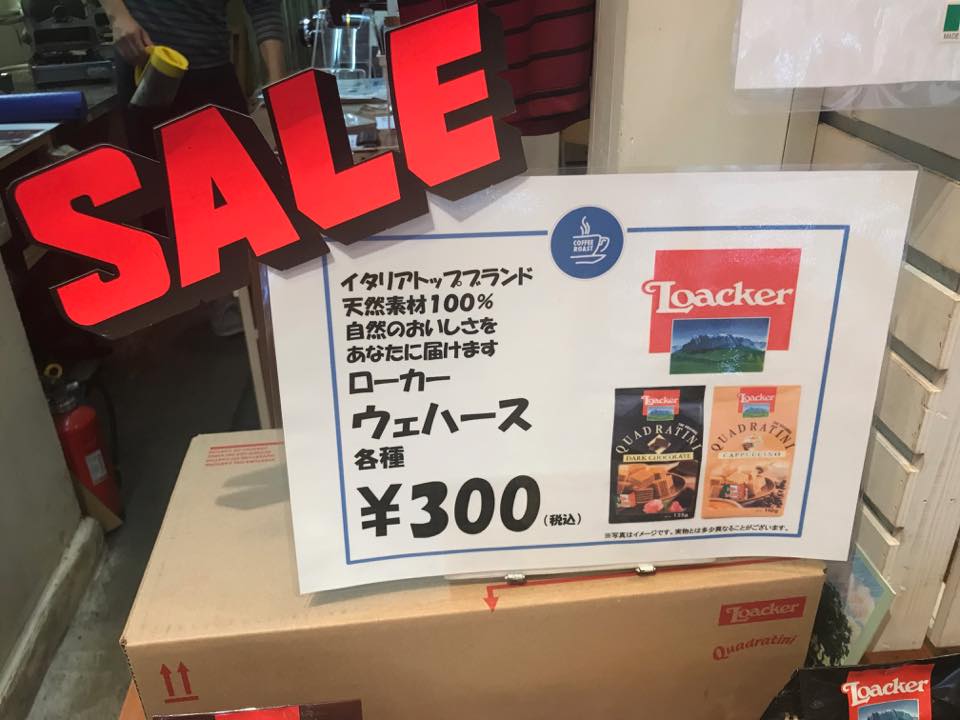 SALE
COFFEE
ROAST
イタリアトップブランド
天然素材100%
自然のおいしさを
あなたに届けます
ローカー
ウェハース
各種
¥300(税込)
Loacker
Loacker
QUADRATINI
DARK CHOCOLATE
125g
Loacker
QUADRATINI
CAPPUCCINO
※写真はイメージです。実物とは多少異なることがございます。
Loacker
Quadratini
Loacker
MADE